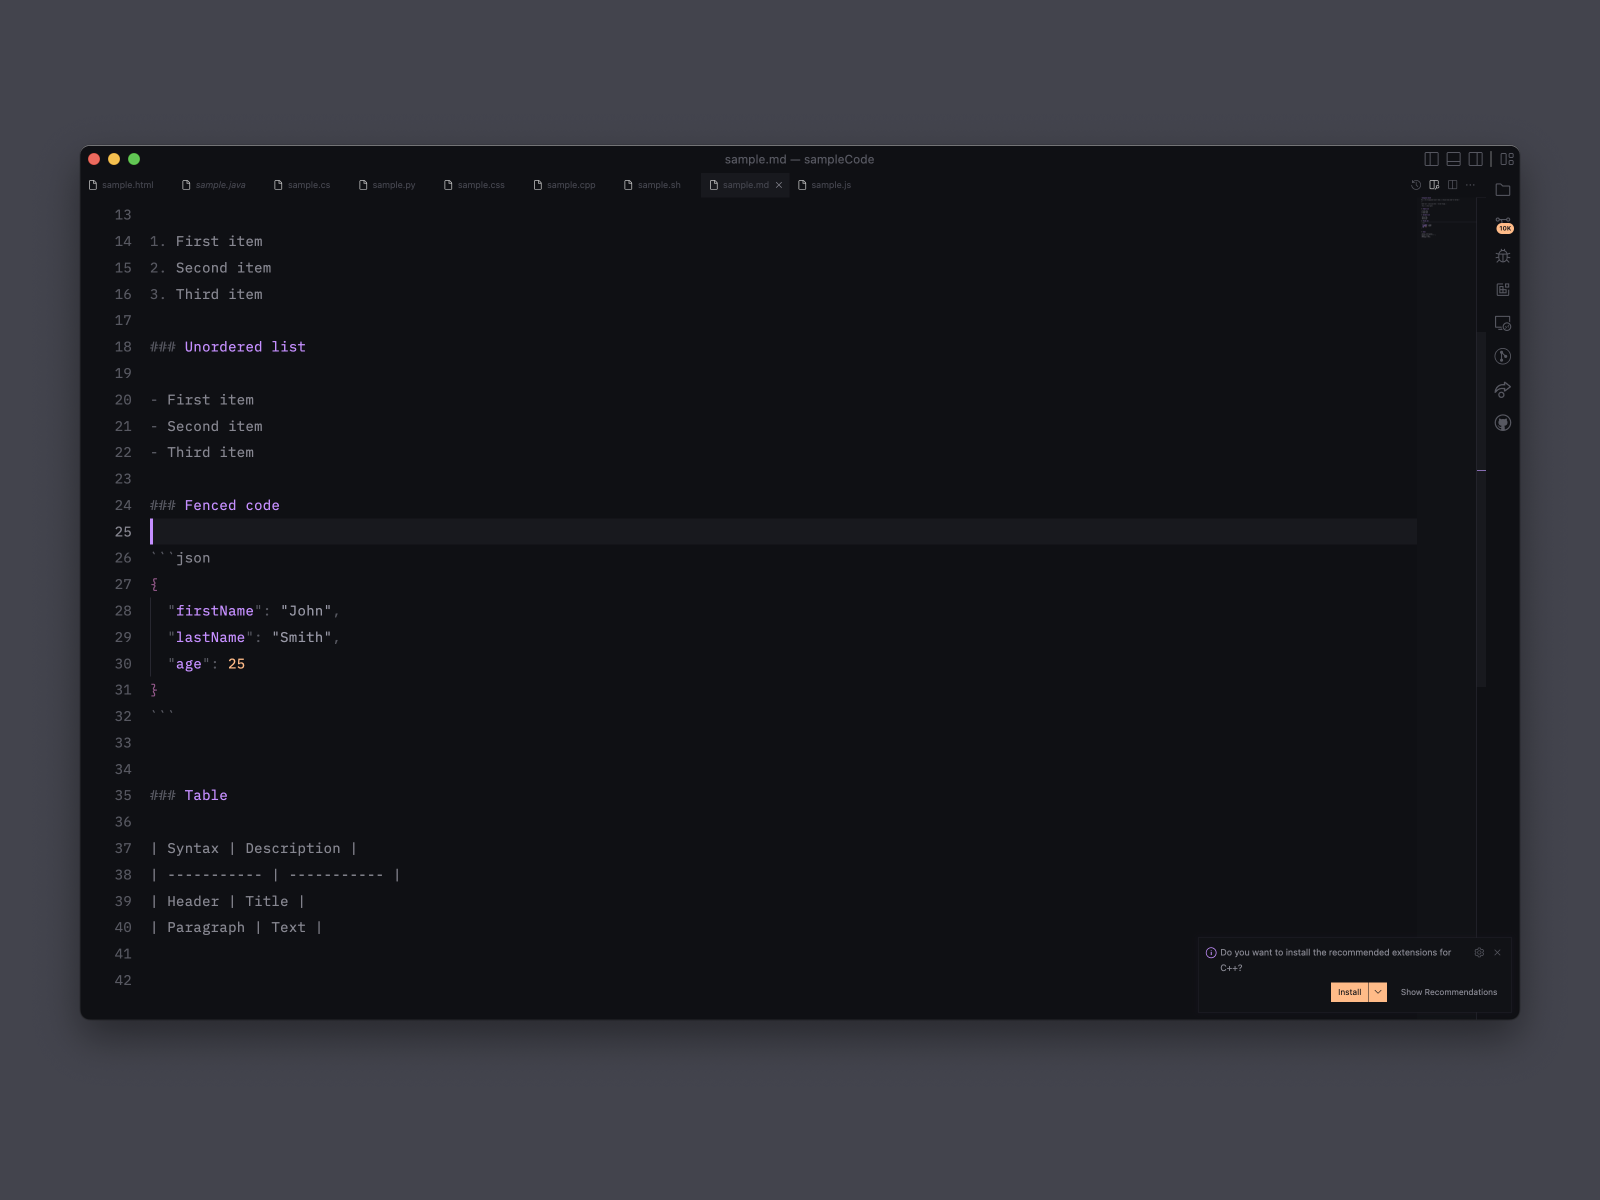 sample.md — sampleCode
sample.html sample.java sample.cs sample.py sample.css sample.cpp sample.sh sample.md sample.js
10K
13
14 1. First item
15 2. Second item
16 3. Third item
17
18 ### Unordered list
19
20 - First item
21 - Second item
22 - Third item
23
24 ### Fenced code
25
26 ```json
27 {
28   "firstName": "John",
29   "lastName": "Smith",
30   "age": 25
31 }
32 ```
33
34
35 ### Table
36
37 | Syntax | Description |
38 | ----------- | ----------- |
39 | Header | Title |
40 | Paragraph | Text |
41
42
Do you want to install the recommended extensions for
C++?
Install Show Recommendations